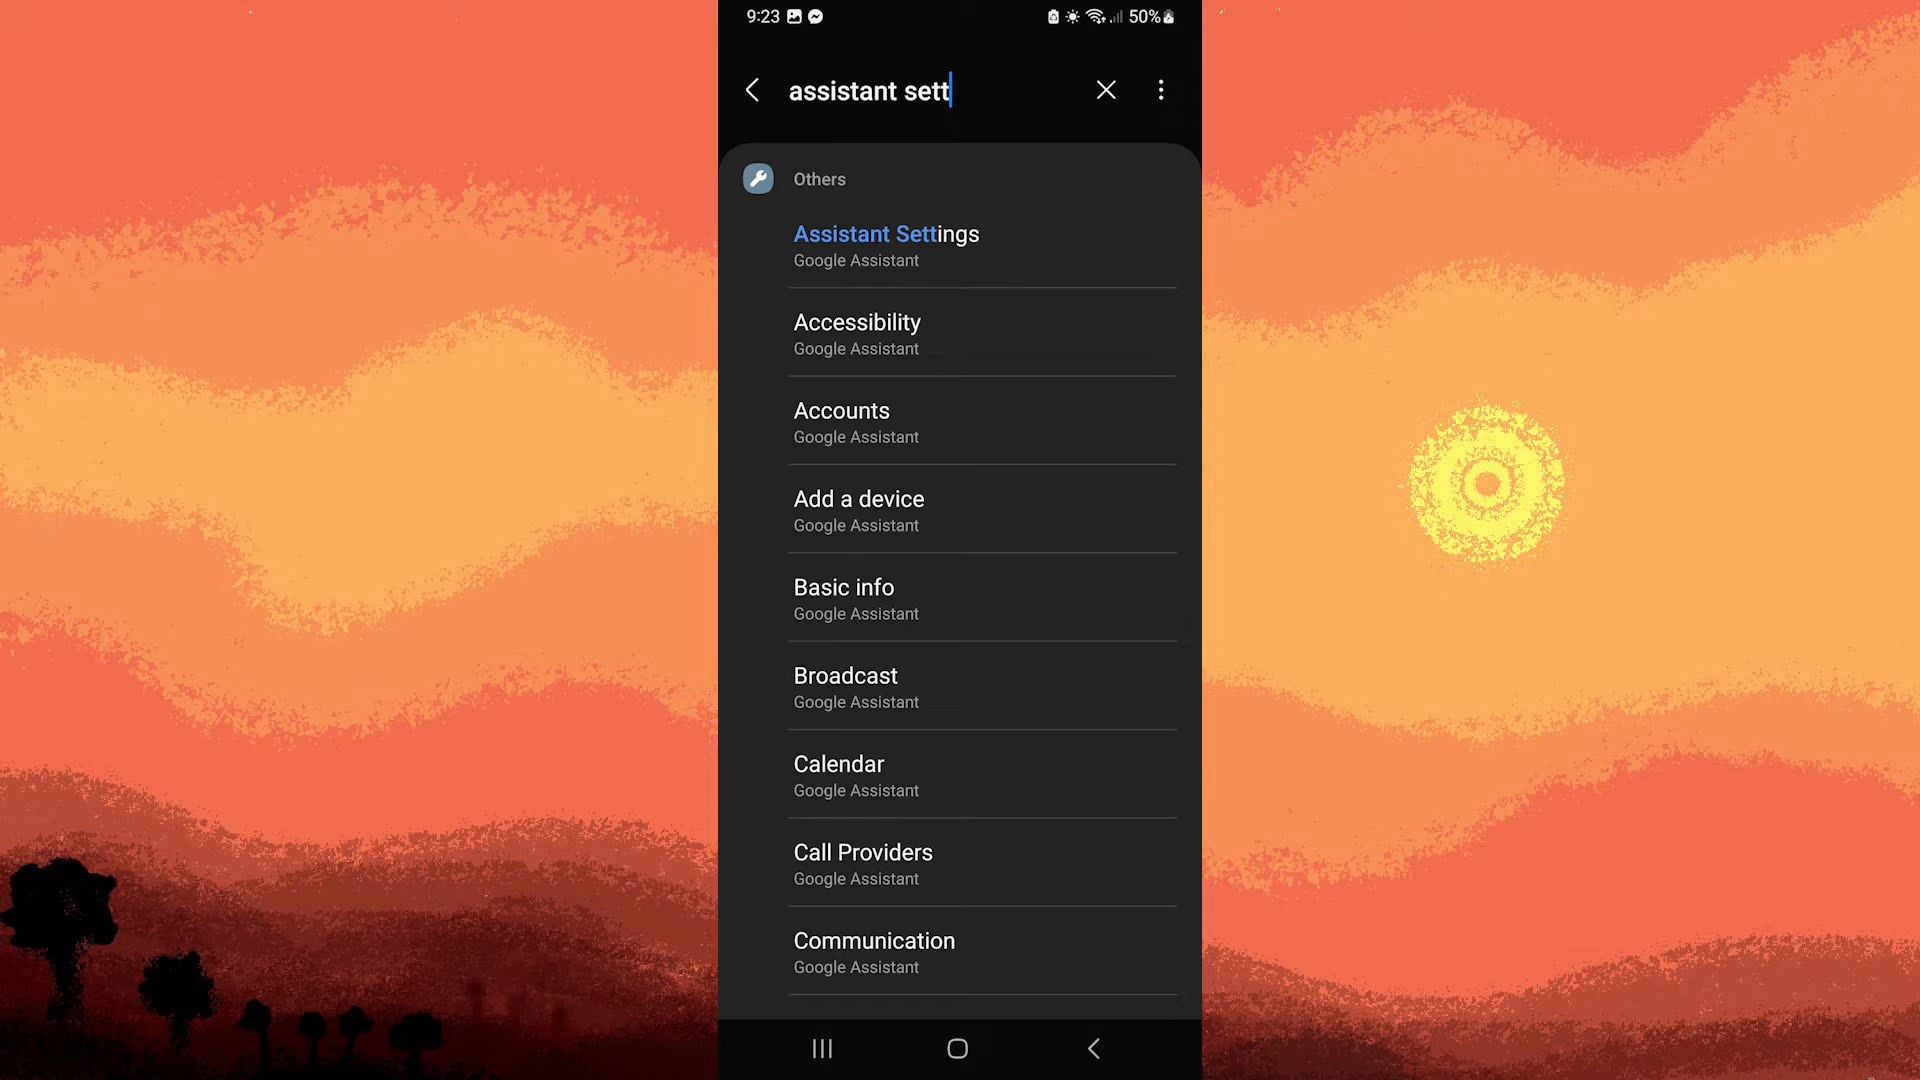 9:23
50%
assistant sett
Others
Assistant Settings
Google Assistant
Accessibility
Google Assistant
Accounts
Google Assistant
Add a device
Google Assistant
Basic info
Google Assistant
Broadcast
Google Assistant
Calendar
Google Assistant
Call Providers
Google Assistant
Communication
Google Assistant